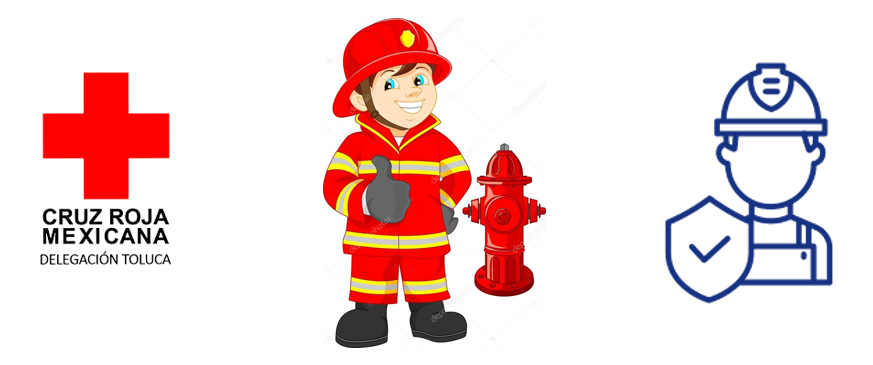 CRUZ ROJA
MEXICANA
DELEGACIÓN TOLUCA